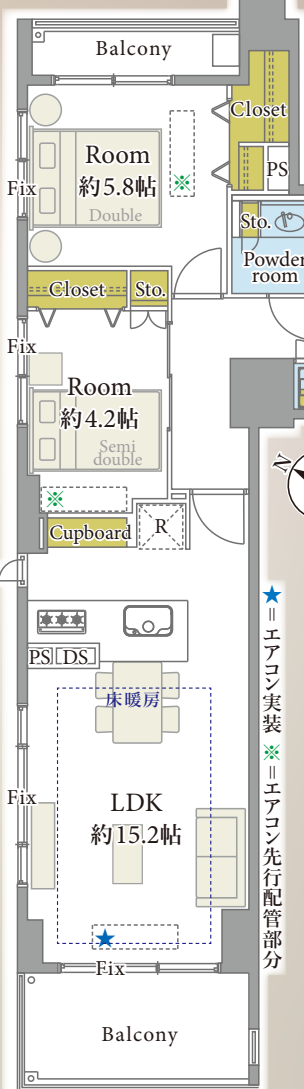 Balcony
Closet
Room
約5.8帖
※
PS
Fix
Double
Sto.
Powder
room
Closet
Sto.
Fix
Room
約4.2帖
Semi
double
N
※
Cupboard
R
PS DS
床暖房
★=エアコン実装 ※=エアコン先行配管部分
Fix
LDK
約15.2帖
★
Fix
Balcony